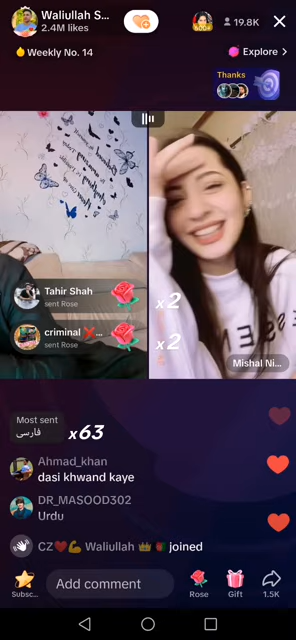 Waliullah S...
2.4M likes
600+
19.8K
Weekly No. 14
Explore >
Thanks
Tahir Shah
sent Rose
x2
criminal ❌...
sent Rose
x2
Mishal Ni...
Most sent
فارسی
x63
Ahmad_khan
dasi khwand kaye
DR_MASOOD302
Urdu
CZ❤️💪 Waliullah 👑 🇦🇫 joined
Subsc...
Add comment
Rose
Gift
1.5K